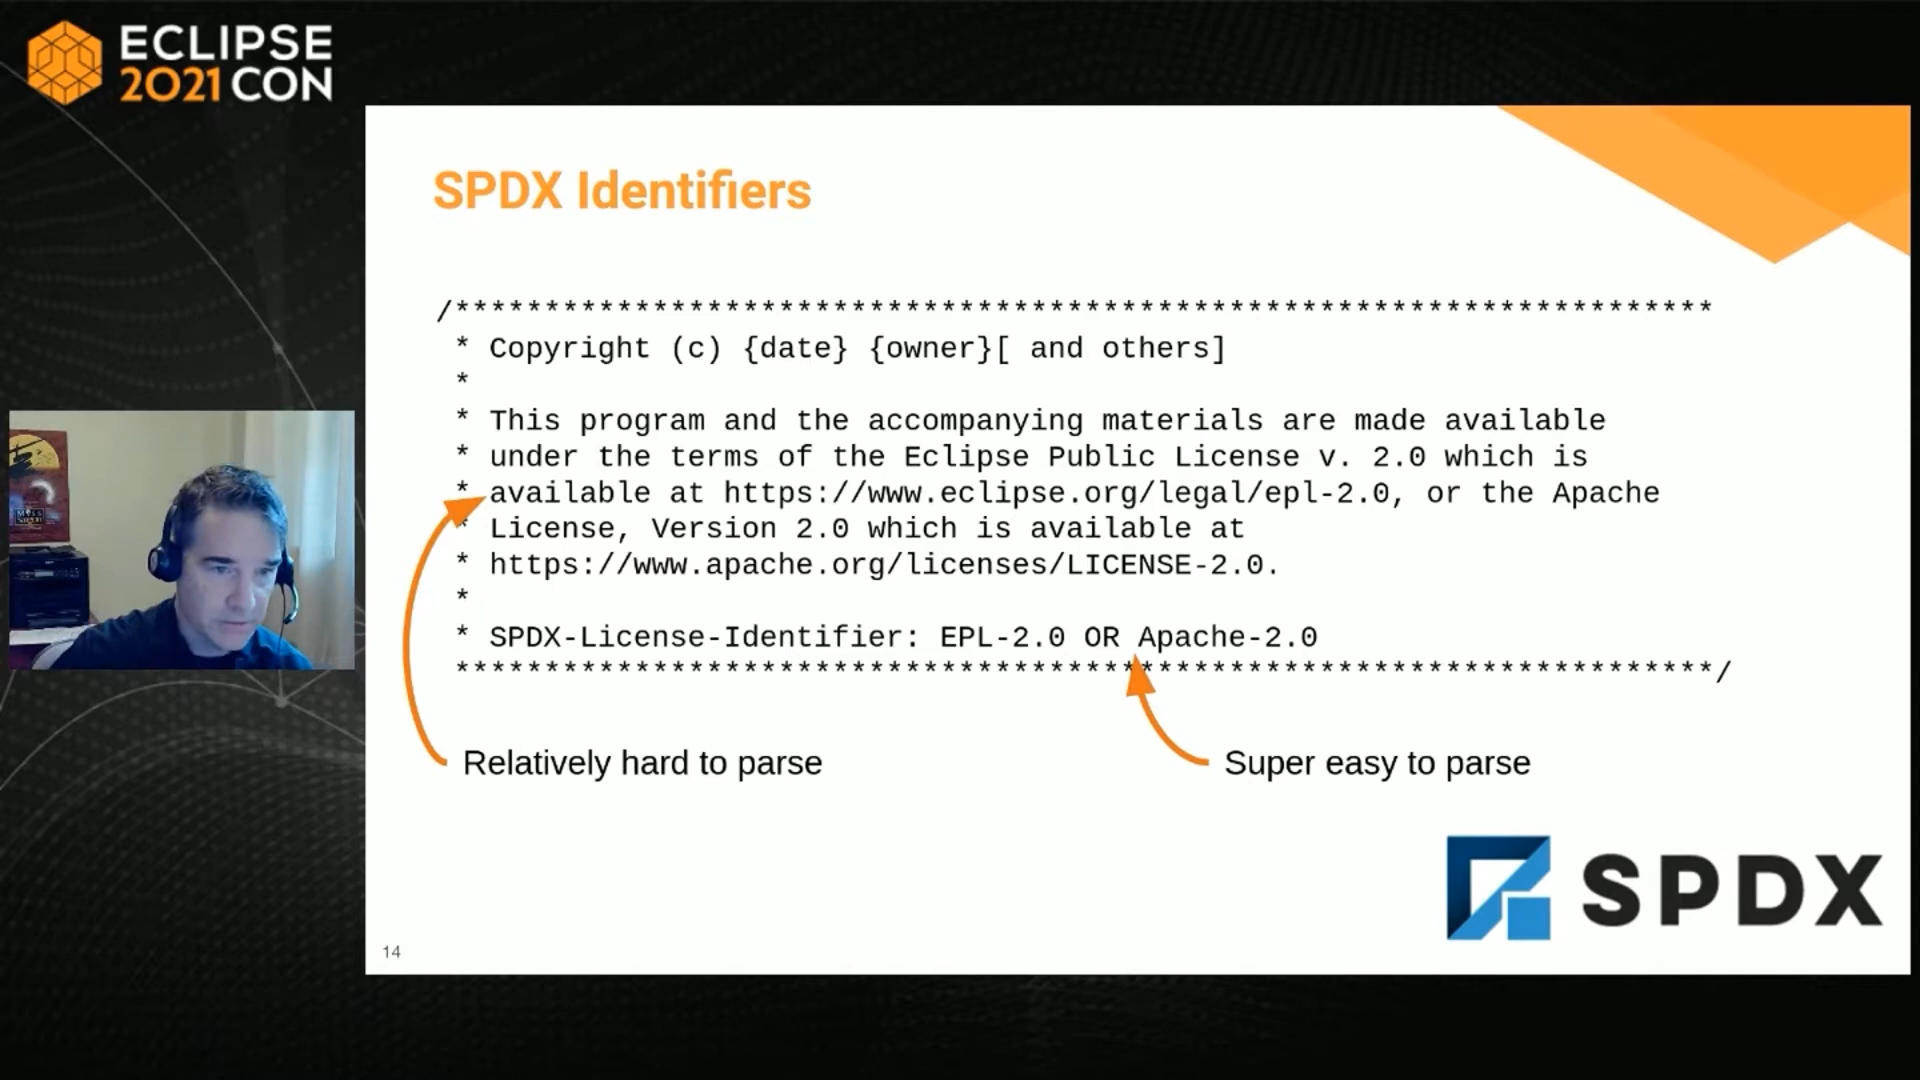 ECLIPSE
2021 CON
SPDX Identifiers
/**********************************************************************
* Copyright (c) {date} {owner}[ and others]
*
* This program and the accompanying materials are made available
* under the terms of the Eclipse Public License v. 2.0 which is
* available at https://www.eclipse.org/legal/epl-2.0, or the Apache
* License, Version 2.0 which is available at
* https://www.apache.org/licenses/LICENSE-2.0.
*
* SPDX-License-Identifier: EPL-2.0 OR Apache-2.0
**********************************************************************/
Relatively hard to parse
Super easy to parse
SPDX
14